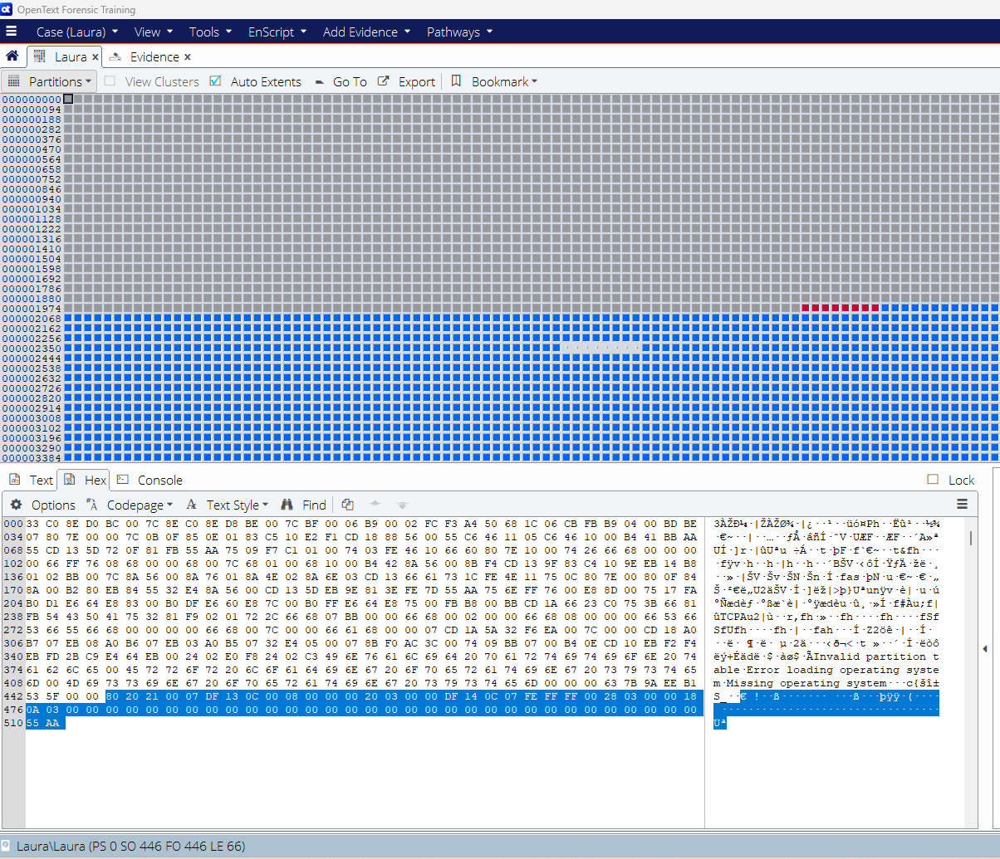 OpenText Forensic Training
Case (Laura) View Tools EnScript Add Evidence Pathways
Laura Evidence
Partitions View Clusters Auto Extents Go To Export Bookmark
000000000
000000094
000000188
000000282
000000376
000000470
000000564
000000658
000000752
000000846
000000940
000001034
000001128
000001222
000001316
000001410
000001504
000001598
000001692
000001786
000001880
000001974
000002068
000002162
000002256
000002350
000002444
000002538
000002632
000002726
000002820
000002914
000003008
000003102
000003196
000003290
000003384
Text Hex Console Lock
Options Codepage Text Style Find
000 33 C0 8E D0 BC 00 7C 8E C0 8E D8 BE 00 7C BF 00 06 B9 00 02 FC F3 A4 50 68 1C 06 CB FB B9 04 00 BD BE
034 07 80 7E 00 00 7C 0B 0F 85 0E 01 83 C5 10 E2 F1 CD 18 88 56 00 55 C6 46 11 05 C6 46 10 00 B4 41 BB AA
068 55 CD 13 5D 72 0F 81 FB 55 AA 75 09 F7 C1 01 00 74 03 FE 46 10 66 60 80 7E 10 00 74 26 66 68 00 00 00
102 00 66 FF 76 08 68 00 00 68 00 7C 68 01 00 68 10 00 B4 42 8A 56 00 8B F4 CD 13 9F 83 C4 10 9E EB 14 B8
136 01 02 BB 00 7C 8A 56 00 8A 76 01 8A 4E 02 8A 6E 03 CD 13 66 61 73 1C FE 4E 11 75 0C 80 7E 00 80 0F 84
170 8A 00 B2 80 EB 84 55 32 E4 8A 56 00 CD 13 5D EB 9E 81 3E FE 7D 55 AA 75 6E FF 76 00 E8 8D 00 75 17 FA
204 B0 D1 E6 64 E8 83 00 B0 DF E6 60 E8 7C 00 B0 FF E6 64 E8 75 00 FB B8 00 BB CD 1A 66 23 C0 75 3B 66 81
238 FB 54 43 50 41 75 32 81 F9 02 01 72 2C 66 68 07 BB 00 00 66 68 00 02 00 00 66 68 08 00 00 00 66 53 66
272 53 66 55 66 68 00 00 00 00 66 68 00 7C 00 00 66 61 68 00 00 07 CD 1A 5A 32 F6 EA 00 7C 00 00 CD 18 A0
306 B7 07 EB 08 A0 B6 07 EB 03 A0 B5 07 32 E4 05 00 07 8B F0 AC 3C 00 74 09 BB 07 00 B4 0E CD 10 EB F2 F4
340 EB FD 2B C9 E4 64 EB 00 24 02 E0 F8 24 02 C3 49 6E 76 61 6C 69 64 20 70 61 72 74 69 74 69 6F 6E 20 74
374 61 62 6C 65 00 45 72 72 6F 72 20 6C 6F 61 64 69 6E 67 20 6F 70 65 72 61 74 69 6E 67 20 73 79 73 74 65
408 6D 00 4D 69 73 73 69 6E 67 20 6F 70 65 72 61 74 69 6E 67 20 73 79 73 74 65 6D 00 00 00 63 7B 9A EE B1
442 53 5F 00 00 80 20 21 00 07 DF 13 0C 00 08 00 00 00 20 03 00 00 DF 14 0C 07 FE FF FF 00 28 03 00 00 18
476 0A 03 00 00 00 00 00 00 00 00 00 00 00 00 00 00 00 00 00 00 00 00 00 00 00 00 00 00 00 00 00 00 00 00
510 55 AA
Laura\Laura (PS 0 SO 446 FO 446 LE 66)